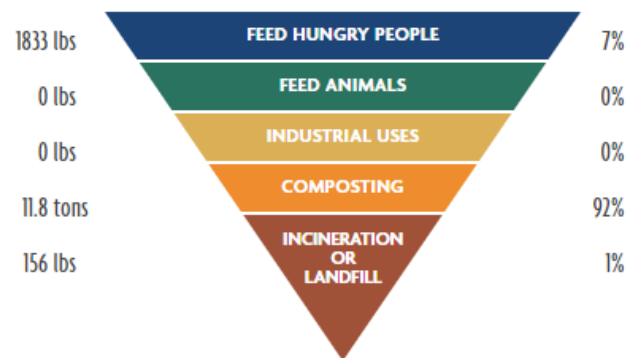 1833 lbs FEED HUNGRY PEOPLE 7%
0 lbs FEED ANIMALS 0%
0 lbs INDUSTRIAL USES 0%
11.8 tons COMPOSTING 92%
156 lbs INCINERATION OR LANDFILL 1%